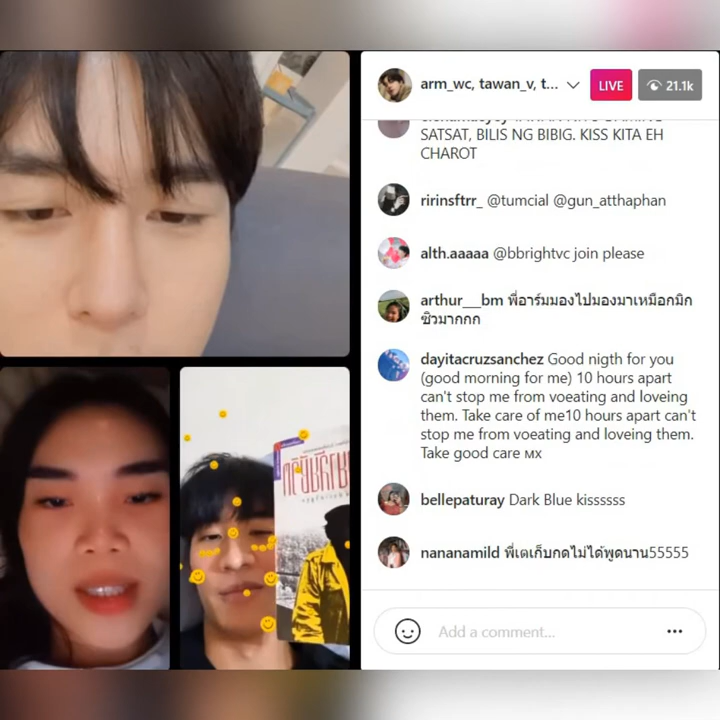 arm_wc, tawan_v, t...
LIVE
21.1k
SATSAT, BILIS NG BIBIG. KISS KITA EH
CHAROT
ririnsftrr_ @tumcial @gun_atthaphan
alth.aaaaa @bbrightvc join please
arthur___bm พี่อาร์มมองไปมองมาเหมือกมิก
ซิวมากกก
dayitacruzsanchez Good nigth for you
(good morning for me) 10 hours apart
can't stop me from voeating and loveing
them. Take care of me10 hours apart can't
stop me from voeating and loveing them.
Take good care мx
bellepaturay Dark Blue kissssss
nananamild พี่เตเก็บกดไม่ได้พูดนาน55555
Add a comment...